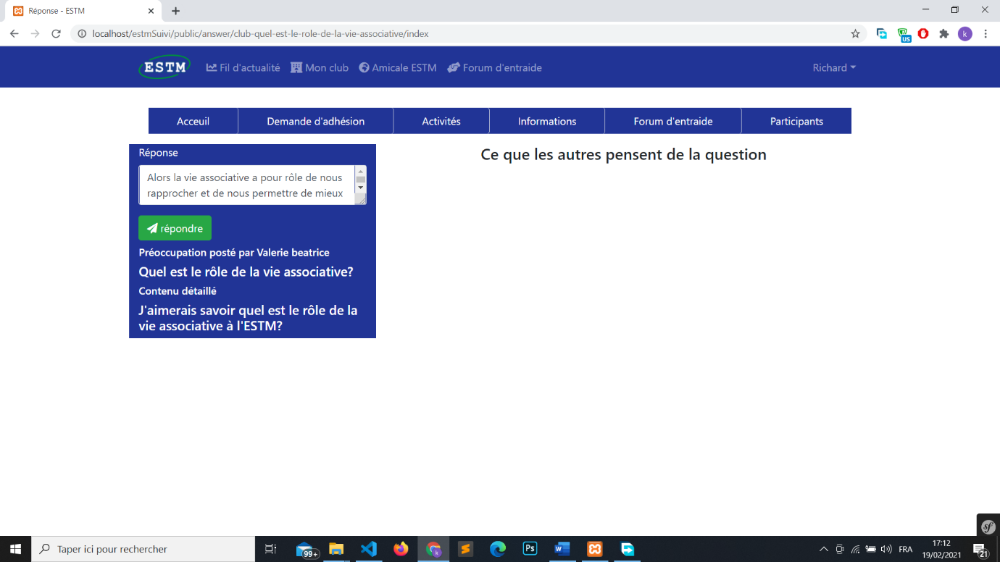 Réponse - ESTM
localhost/estmSuivi/public/answer/club-quel-est-le-role-de-la-vie-associative/index
US
k
ESTM
Fil d'actualité
Mon club
Amicale ESTM
Forum d'entraide
Richard
Acceuil
Demande d'adhésion
Activités
Informations
Forum d'entraide
Participants
Réponse
Alors la vie associative a pour rôle de nous
rapprocher et de nous permettre de mieux
répondre
Préoccupation posté par Valerie beatrice
Quel est le rôle de la vie associative?
Contenu détaillé
J'aimerais savoir quel est le rôle de la
vie associative à l'ESTM?
Ce que les autres pensent de la question
sf
Taper ici pour rechercher
99+
k
Ps
W
FRA
17:12
19/02/2021
21